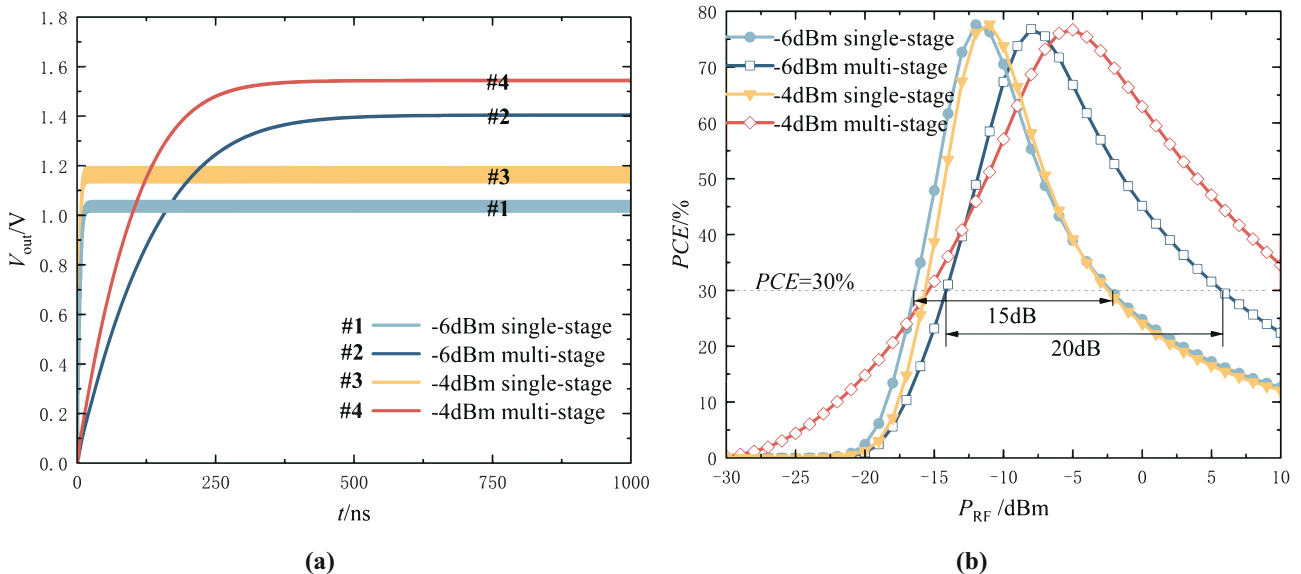 1.8
1.6
1.4
1.2
1.0
0.8
0.6
0.4
0.2
0.0
Vout/V
#4
#2
#3
#1
#1 -6dBm single-stage
#2 -6dBm multi-stage
#3 -4dBm single-stage
#4 -4dBm multi-stage
0 250 500 750 1000
t/ns
(a)
80
70
60
50
40
30
20
10
0
PCE/%
-6dBm single-stage
-6dBm multi-stage
-4dBm single-stage
-4dBm multi-stage
PCE=30%
15dB
20dB
−30 −25 −20 −15 −10 −5 0 5 10
PRF /dBm
(b)